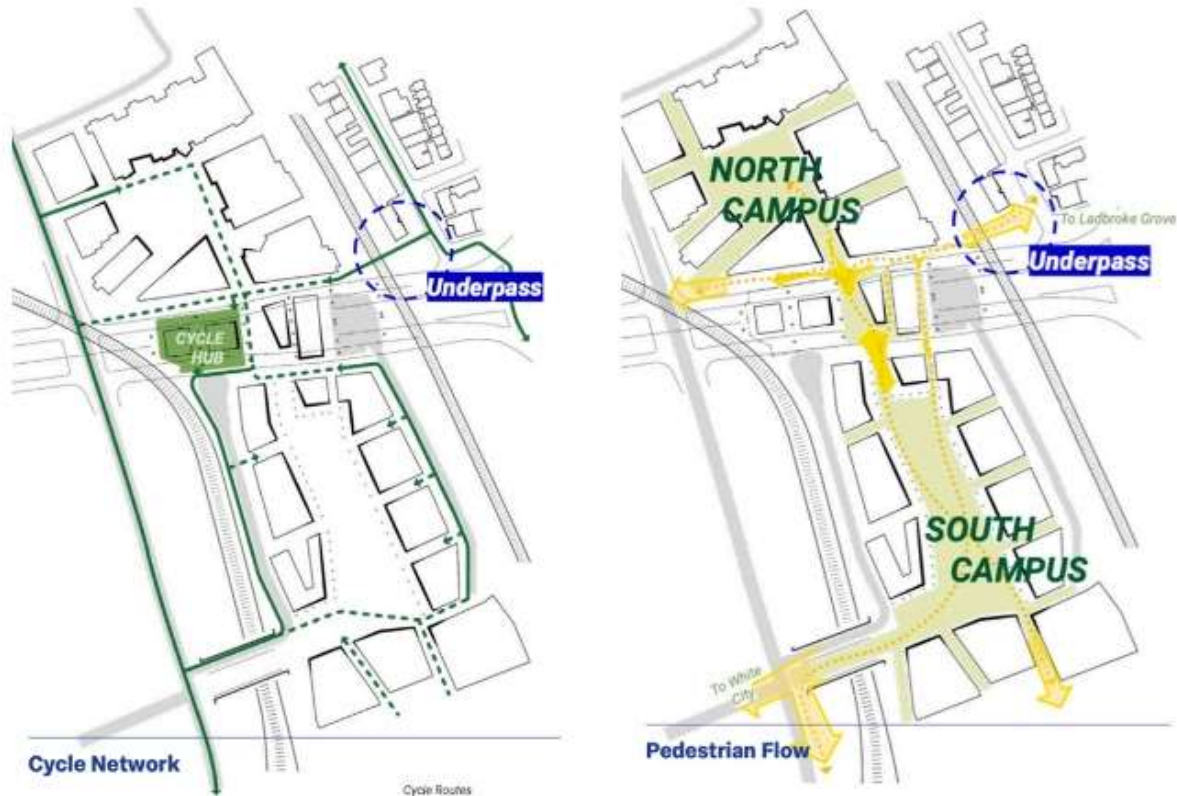 CYCLE
HUB
Underpass
Cycle Network
Cycle Routes
NORTH
CAMPUS
To Ladbroke Grove
Underpass
SOUTH
CAMPUS
To White
City
Pedestrian Flow